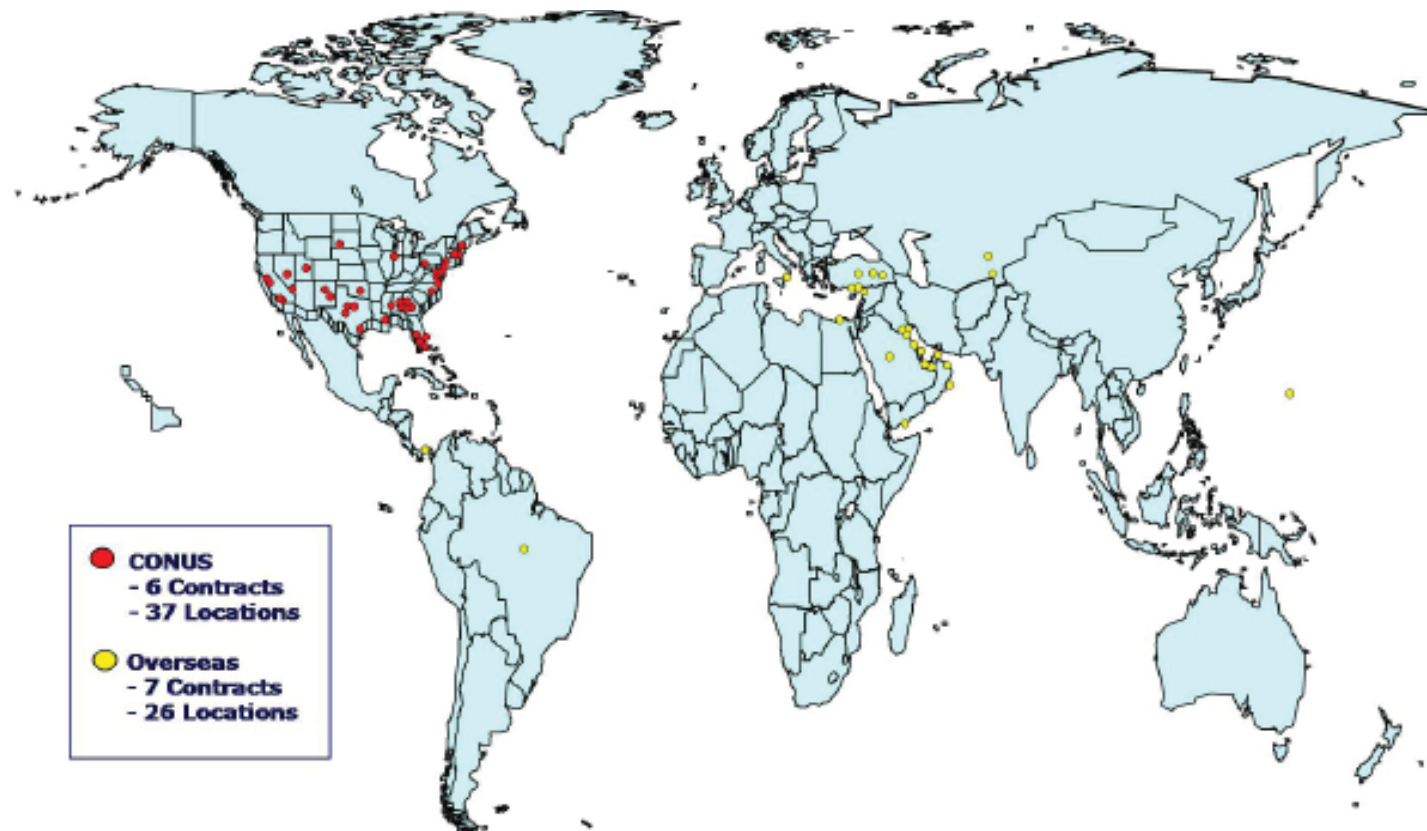 CONUS
- 6 Contracts
- 37 Locations
Overseas
- 7 Contracts
- 26 Locations